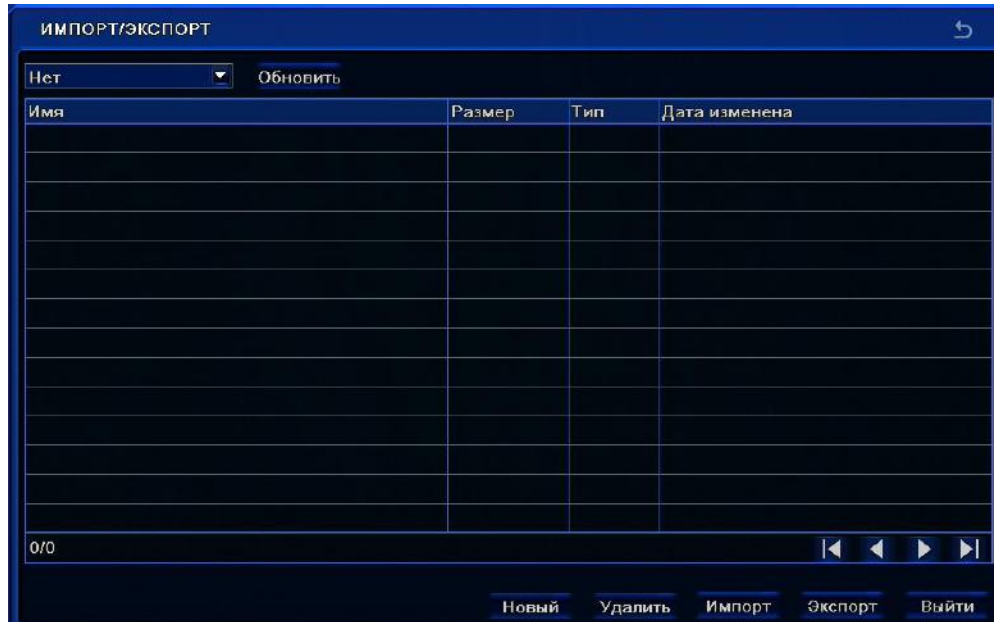 ИМПОРТ/ЭКСПОРТ
Нет Обновить
Имя Размер Тип Дата изменена
0/0
Новый Удалить Импорт Экспорт Выйти